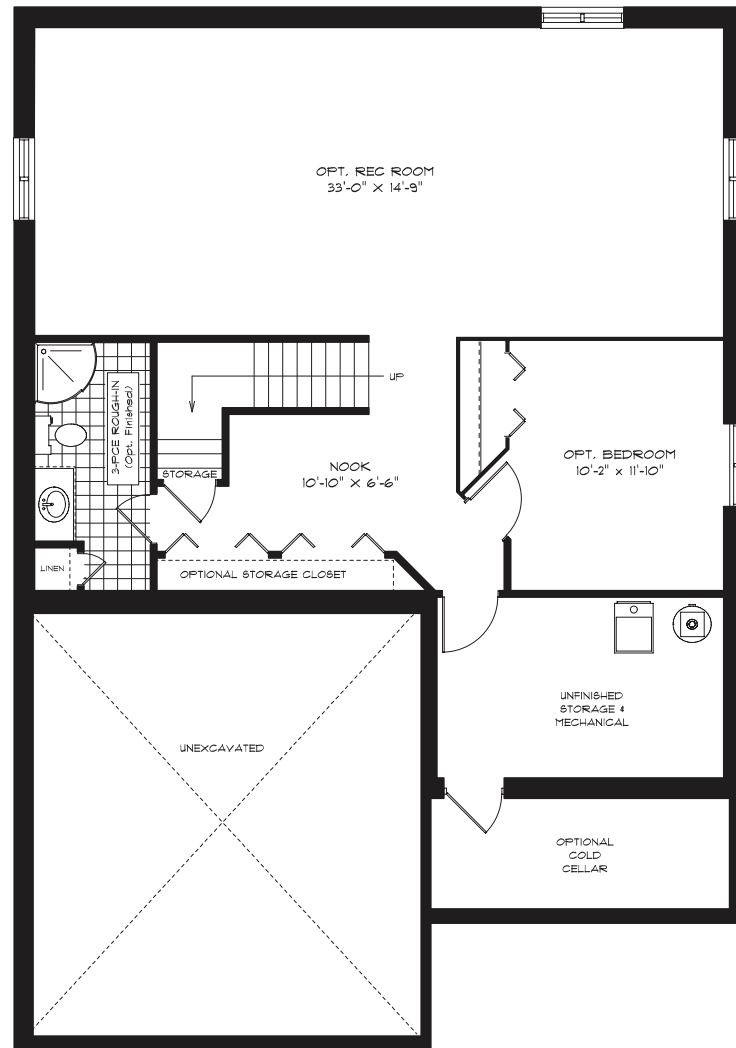 OPT. REC ROOM
33'-0" X 14'-9"
UP
3-PCE ROUGH-IN
(Opt. Finished)
STORAGE
NOOK
10'-10" X 6'-6"
OPT. BEDROOM
10'-2" x 11'-10"
LINEN
OPTIONAL STORAGE CLOSET
UNFINISHED
STORAGE &
MECHANICAL
UNEXCAVATED
OPTIONAL
COLD
CELLAR